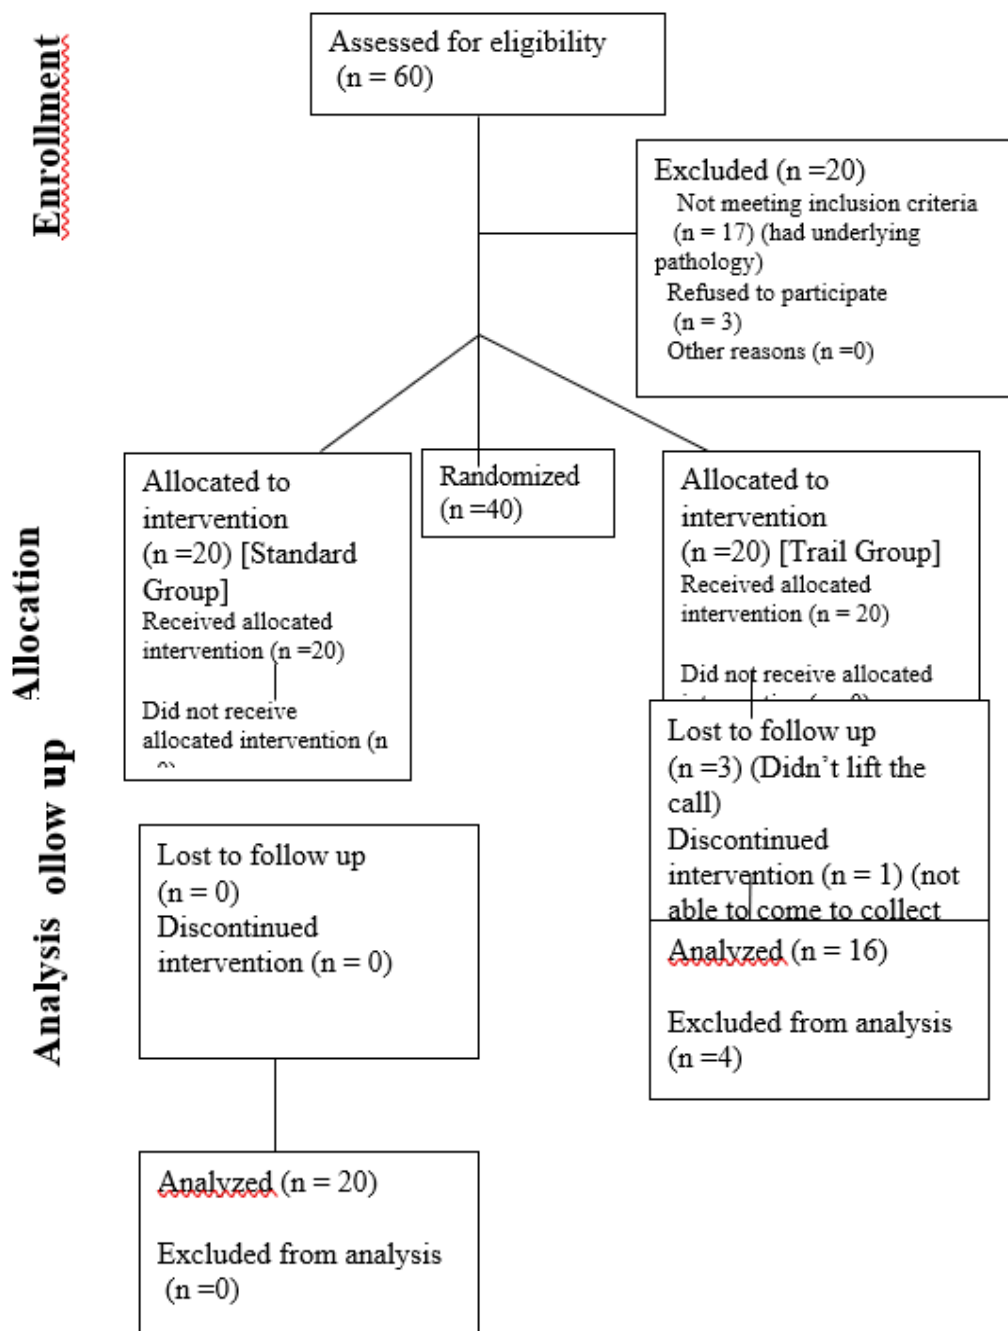 Enrollment
Assessed for eligibility
(n = 60)
Excluded (n =20)
Not meeting inclusion criteria
(n = 17) (had underlying
pathology)
Refused to participate
(n = 3)
Other reasons (n =0)
Randomized
(n =40)
Allocation
Allocated to
intervention
(n =20) [Standard
Group]
Received allocated
intervention (n =20)
Did not receive
allocated intervention (n
Allocated to
intervention
(n =20) [Trail Group]
Received allocated
intervention (n = 20)
Did not receive allocated
ollow up
Lost to follow up
(n = 0)
Discontinued
intervention (n = 0)
Lost to follow up
(n =3) (Didn’t lift the
call)
Discontinued
intervention (n = 1) (not
able to come to collect
Analysis
Analyzed (n = 20)
Excluded from analysis
(n =0)
Analyzed (n = 16)
Excluded from analysis
(n =4)